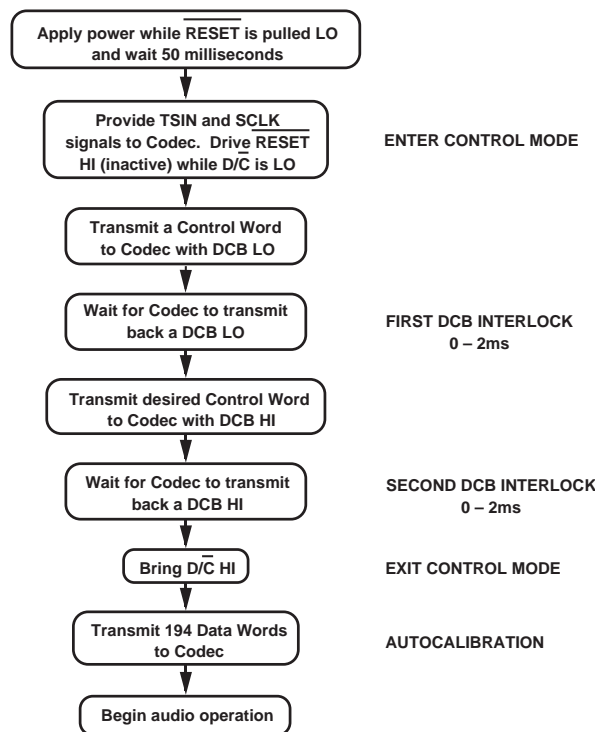 Apply power while RESET is pulled LO
and wait 50 milliseconds
Provide TSIN and SCLK
signals to Codec. Drive RESET
HI (inactive) while D/C is LO
ENTER CONTROL MODE
Transmit a Control Word
to Codec with DCB LO
Wait for Codec to transmit
back a DCB LO
FIRST DCB INTERLOCK
0 – 2ms
Transmit desired Control Word
to Codec with DCB HI
Wait for Codec to transmit
back a DCB HI
SECOND DCB INTERLOCK
0 – 2ms
Bring D/C HI
EXIT CONTROL MODE
Transmit 194 Data Words
to Codec
AUTOCALIBRATION
Begin audio operation